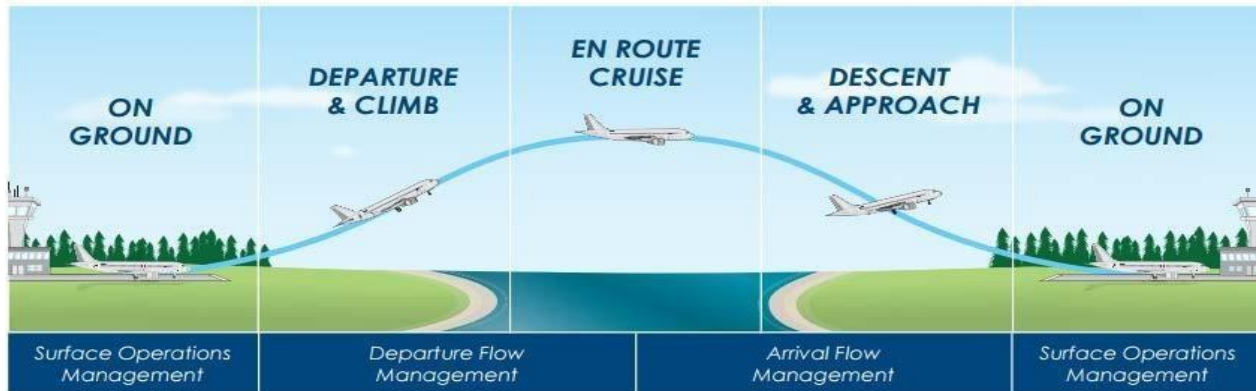 ON
GROUND
DEPARTURE
& CLIMB
EN ROUTE
CRUISE
DESCENT
& APPROACH
ON
GROUND
Surface Operations
Management
Departure Flow
Management
Arrival Flow
Management
Surface Operations
Management